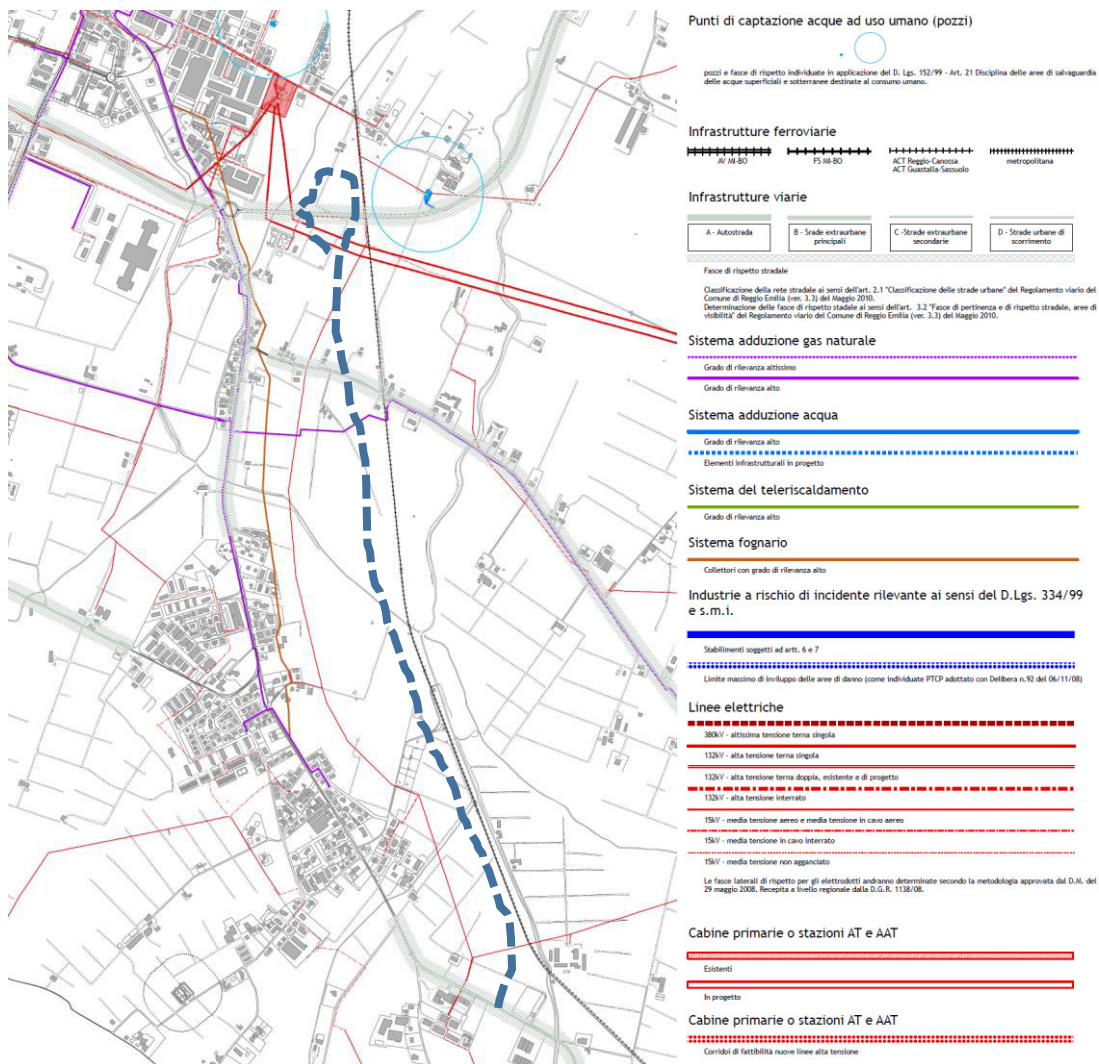 Punti di captazione acque ad uso umano (pozzi)
pozzi e fasce di rispetto individuate in applicazione del D. Lgs. 152/99 - Art. 21 Disciplina delle aree di salvaguardia
delle acque superficiali e sotterranee destinate al consumo umano.
Infrastrutture ferroviarie
AV MI-BO
FS MI-BO
ACT Reggio-Canossa
ACT Guastalla-Sassuolo
metropolitana
Infrastrutture viarie
A - Autostrada
B - Srade extraurbane
principali
C -Strade extraurbane
secondarie
D - Strade urbane di
scorrimento
Fasce di rispetto stradale
Classificazione della rete stradale ai sensi dell'art. 2.1 "Classificazione delle strade urbane" del Regolamento viario del
Comune di Reggio Emilia (ver. 3.3) del Maggio 2010.
Determinazione delle fasce di rispetto stadale ai sensi dell'art. 3.2 "Fasce di pertinenza e di rispetto stradale, aree di
visibilità" del Regolamento viario del Comune di Reggio Emilia (ver. 3.3) del Maggio 2010.
Sistema adduzione gas naturale
Grado di rilevanza altissimo
Grado di rilevanza alto
Sistema adduzione acqua
Grado di rilevanza alto
Elementi infrastrutturali in progetto
Sistema del teleriscaldamento
Grado di rilevanza alto
Sistema fognario
Collettori con grado di rilevanza alto
Industrie a rischio di incidente rilevante ai sensi del D.Lgs. 334/99
e s.m.i.
Stabilimenti soggetti ad artt. 6 e 7
Limite massimo di inviluppo delle aree di danno (come individuate PTCP adottato con Delibera n.92 del 06/11/08)
Linee elettriche
380kV - altissima tensione terna singola
132kV - alta tensione terna singola
132kV - alta tensione terna doppia, esistente e di progetto
132kV - alta tensione interrato
15kV - media tensione aereo e media tensione in cavo aereo
15kV - media tensione in cavo interrato
15kV - media tensione non agganciato
Le fasce laterali di rispetto per gli elettrodotti andranno determinate secondo la metodologia approvata dal D.M. del
29 maggio 2008. Recepita a livello regionale dalla D.G.R. 1138/08.
Cabine primarie o stazioni AT e AAT
Esistenti
In progetto
Cabine primarie o stazioni AT e AAT
Corridoi di fattibilità nuove linee alta tensione